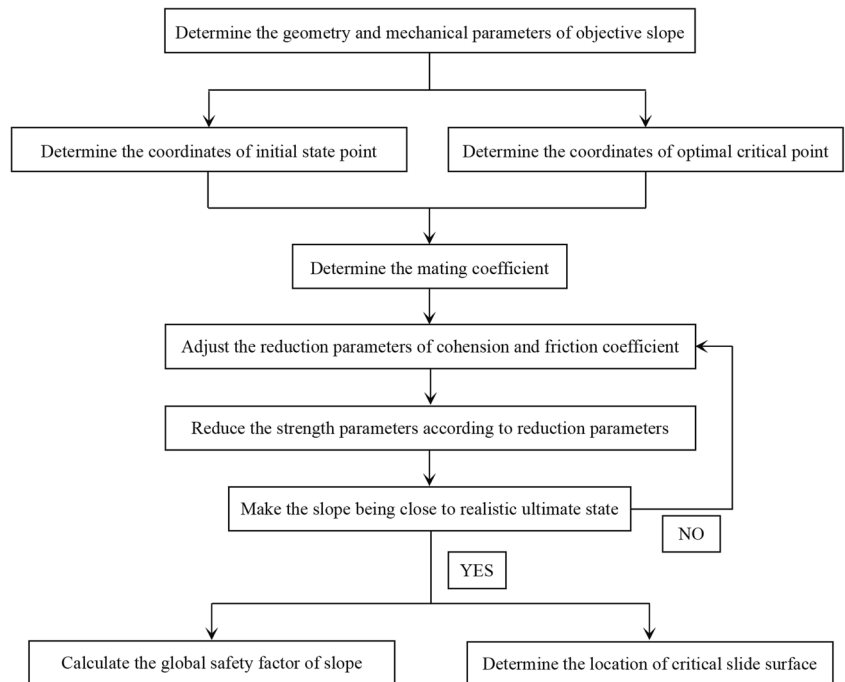 Determine the geometry and mechanical parameters of objective slope
Determine the coordinates of initial state point
Determine the coordinates of optimal critical point
Determine the mating coefficient
Adjust the reduction parameters of cohension and friction coefficient
Reduce the strength parameters according to reduction parameters
Make the slope being close to realistic ultimate state
NO
YES
Calculate the global safety factor of slope
Determine the location of critical slide surface